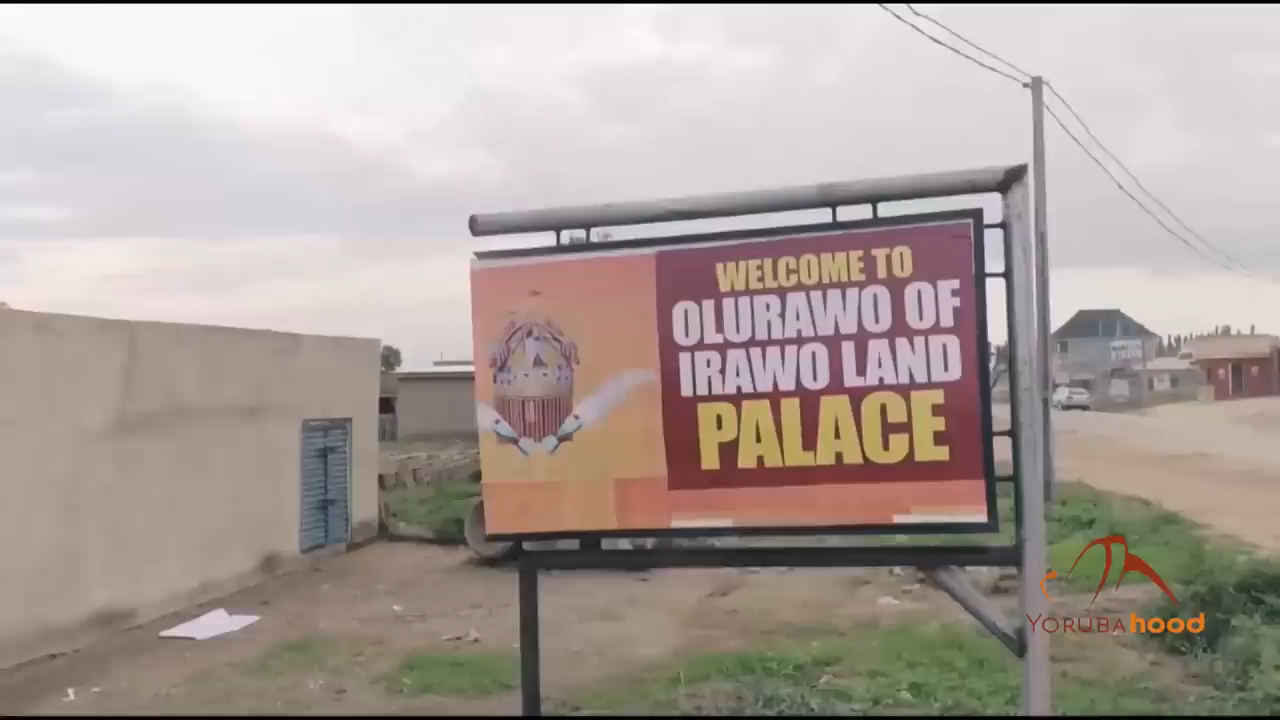 WELCOME TO
OLURAWO OF
IRAWO LAND
PALACE
YORUBAhood